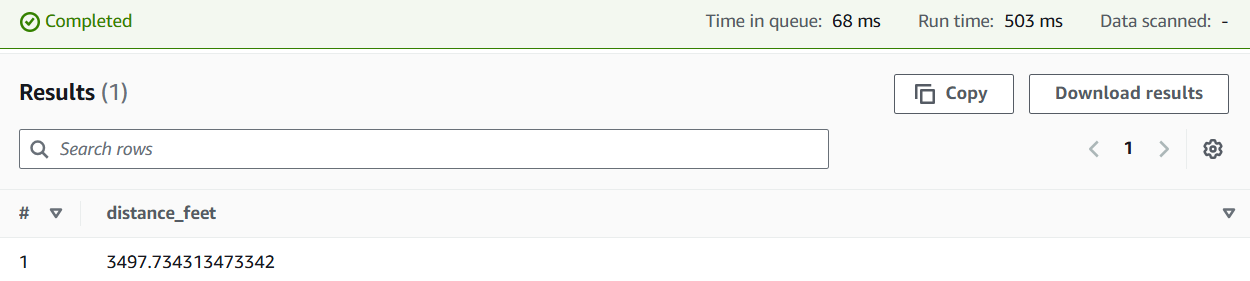 Completed Time in queue: 68 ms Run time: 503 ms Data scanned: -
Results (1) Copy Download results
Search rows 1
# distance_feet
1 3497.734313473342